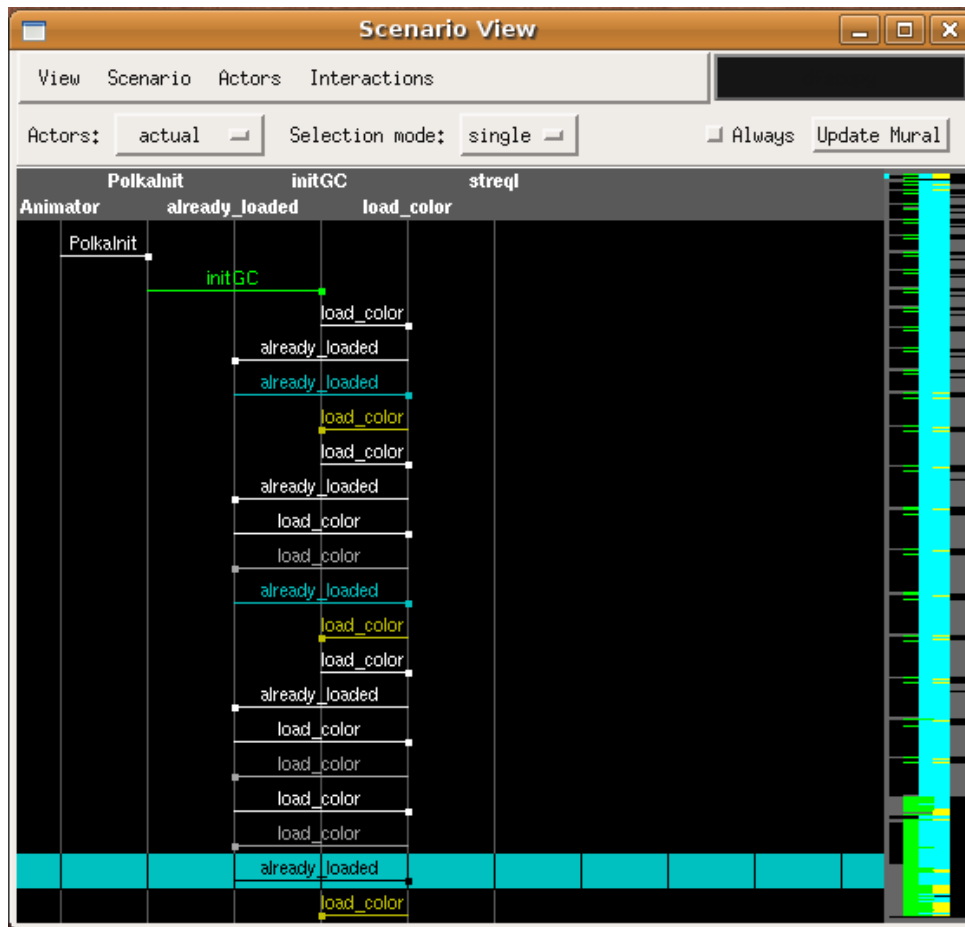 Scenario View
View Scenario Actors Interactions
Actors: actual Selection mode: single Always Update Mural
PolkaInit initGC streql
Animator already_loaded load_color
PolkaInit
initGC
load_color
already_loaded
already_loaded
load_color
load_color
already_loaded
load_color
load_color
already_loaded
load_color
load_color
already_loaded
load_color
load_color
load_color
load_color
already_loaded
load_color